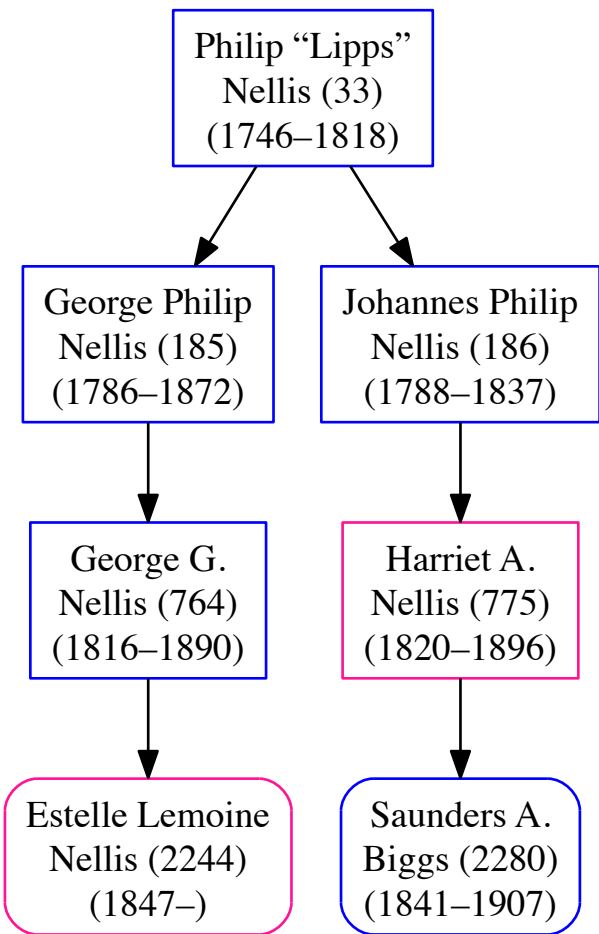 Philip “Lipps”
Nellis (33)
(1746–1818)
George Philip
Nellis (185)
(1786–1872)
Johannes Philip
Nellis (186)
(1788–1837)
George G.
Nellis (764)
(1816–1890)
Harriet A.
Nellis (775)
(1820–1896)
Estelle Lemoine
Nellis (2244)
(1847–)
Saunders A.
Biggs (2280)
(1841–1907)